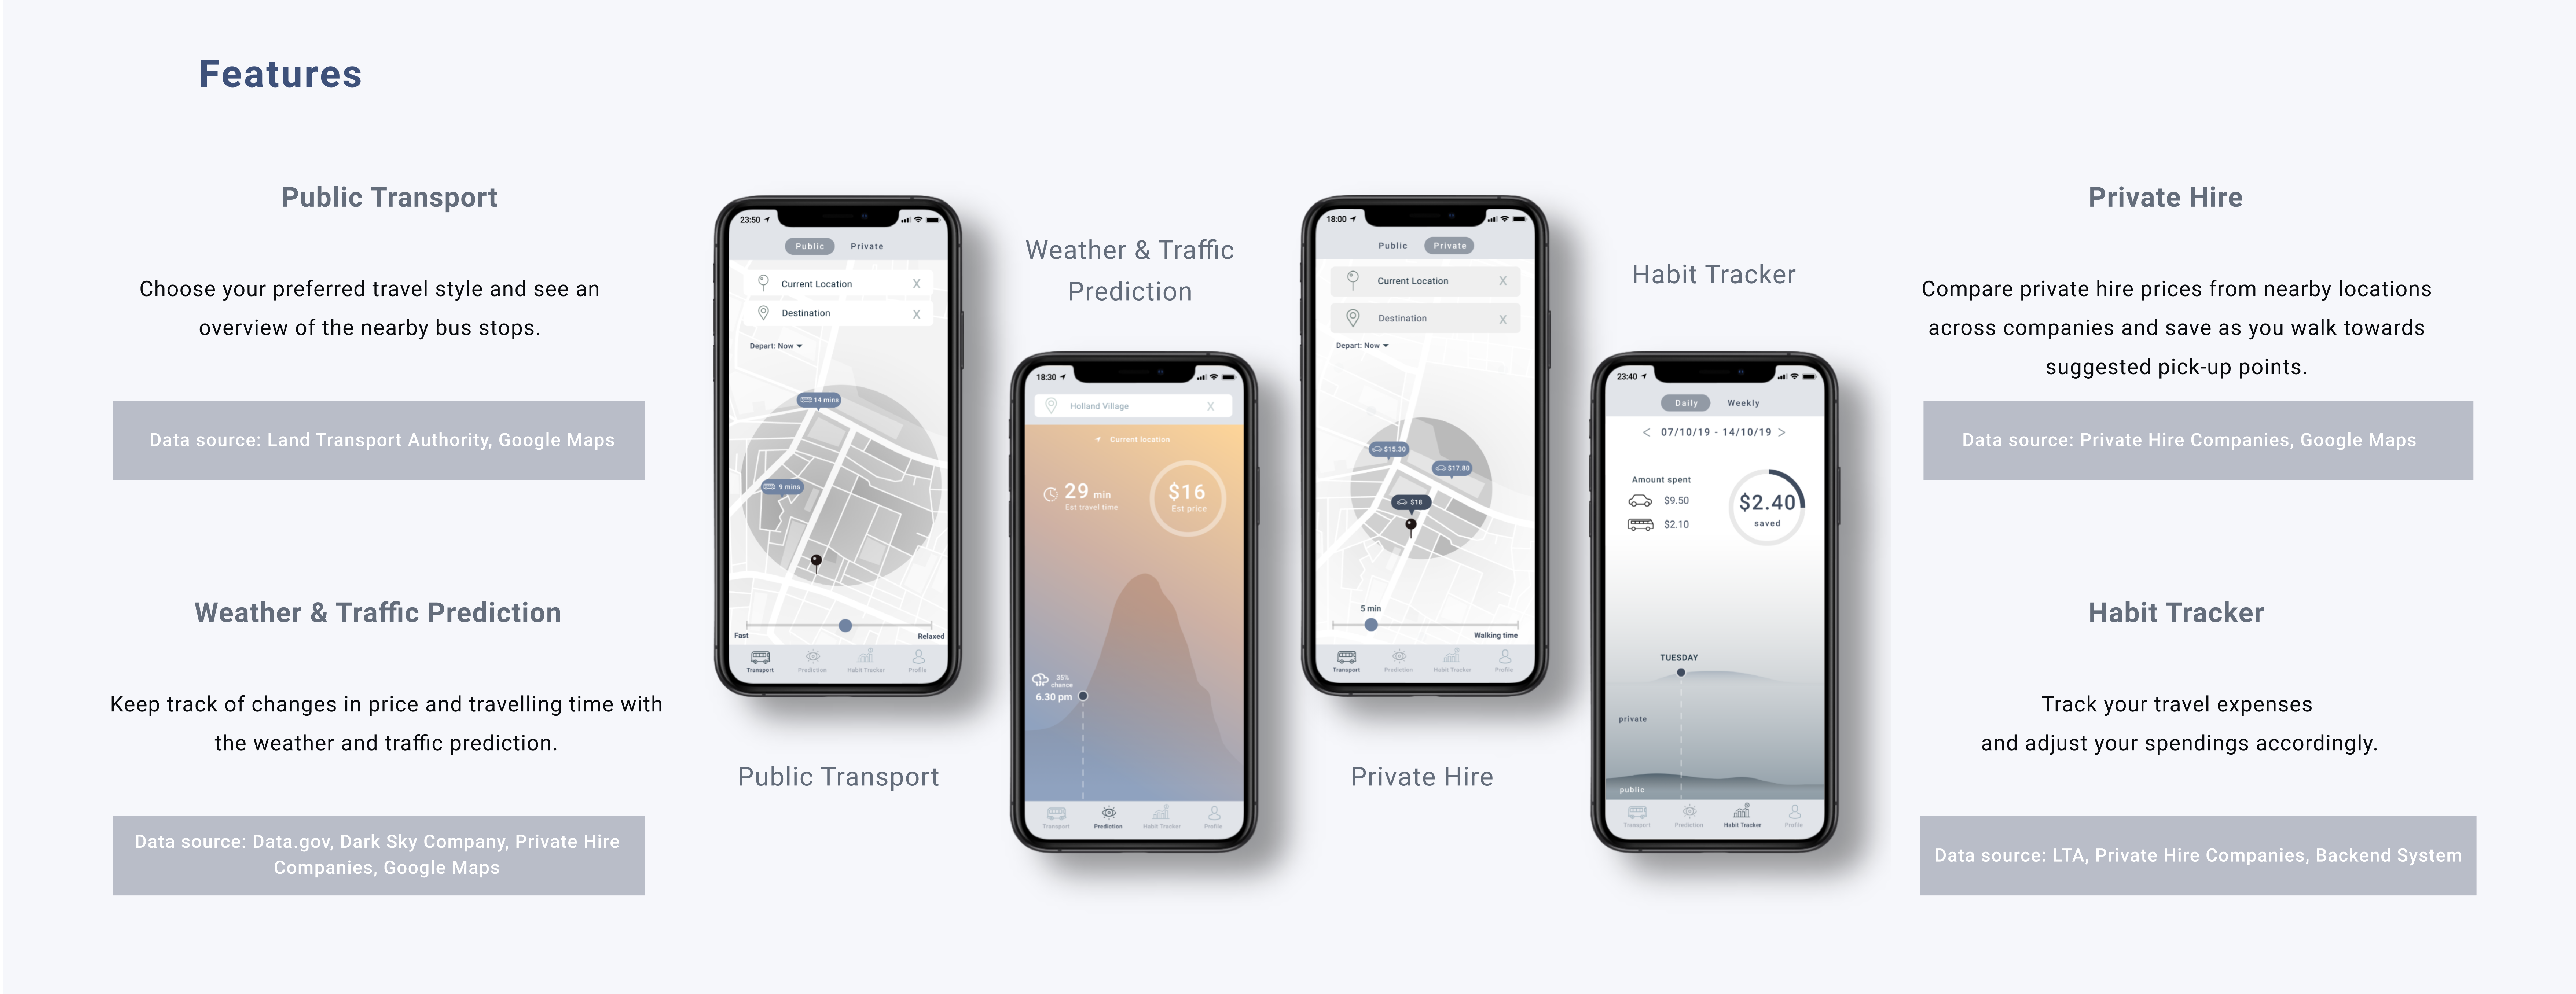 Features
Public Transport
Choose your preferred travel style and see an
overview of the nearby bus stops.
Data source: Land Transport Authority, Google Maps
Weather & Traffic Prediction
Keep track of changes in price and travelling time with
the weather and traffic prediction.
Data source: Data.gov, Dark Sky Company, Private Hire
Companies, Google Maps
23:50
Public Private
Current Location X
Destination X
Depart: Now
14 mins
9 mins
Fast Relaxed
Transport Prediction Habit Tracker Profile
Public Transport
Weather & Traffic
Prediction
18:30
Holland Village X
Current location
29 min
Est travel time
$16
Est price
35%
chance
6.30 pm
Transport Prediction Habit Tracker Profile
18:00
Public Private
Current Location X
Destination X
Depart: Now
$15.30
$17.80
$18
5 min
Walking time
Transport Prediction Habit Tracker Profile
Private Hire
Habit Tracker
23:40
Daily Weekly
< 07/10/19 - 14/10/19 >
Amount spent
$9.50
$2.10
$2.40
saved
TUESDAY
private
public
Transport Prediction Habit Tracker Profile
Private Hire
Compare private hire prices from nearby locations
across companies and save as you walk towards
suggested pick-up points.
Data source: Private Hire Companies, Google Maps
Habit Tracker
Track your travel expenses
and adjust your spendings accordingly.
Data source: LTA, Private Hire Companies, Backend System